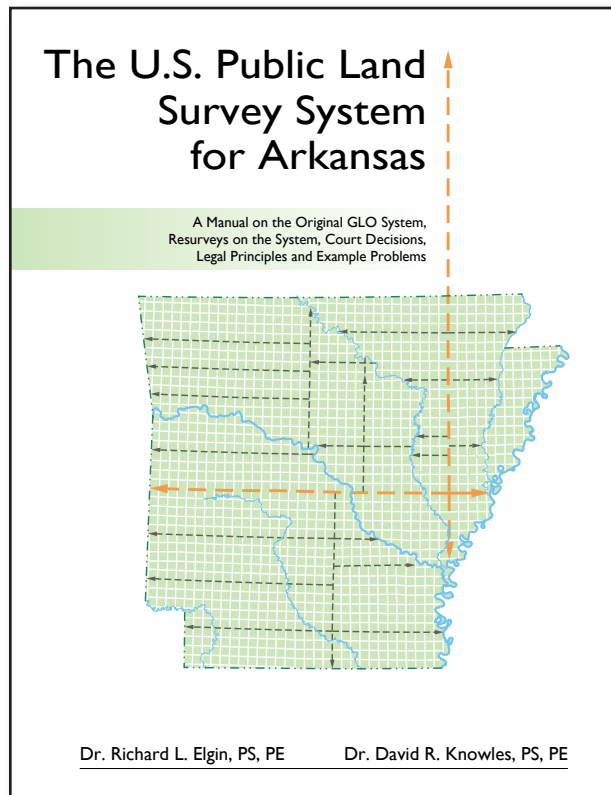 The U.S. Public Land
Survey System
for Arkansas
A Manual on the Original GLO System,
Resurveys on the System, Court Decisions,
Legal Principles and Example Problems
Dr. Richard L. Elgin, PS, PE Dr. David R. Knowles, PS, PE